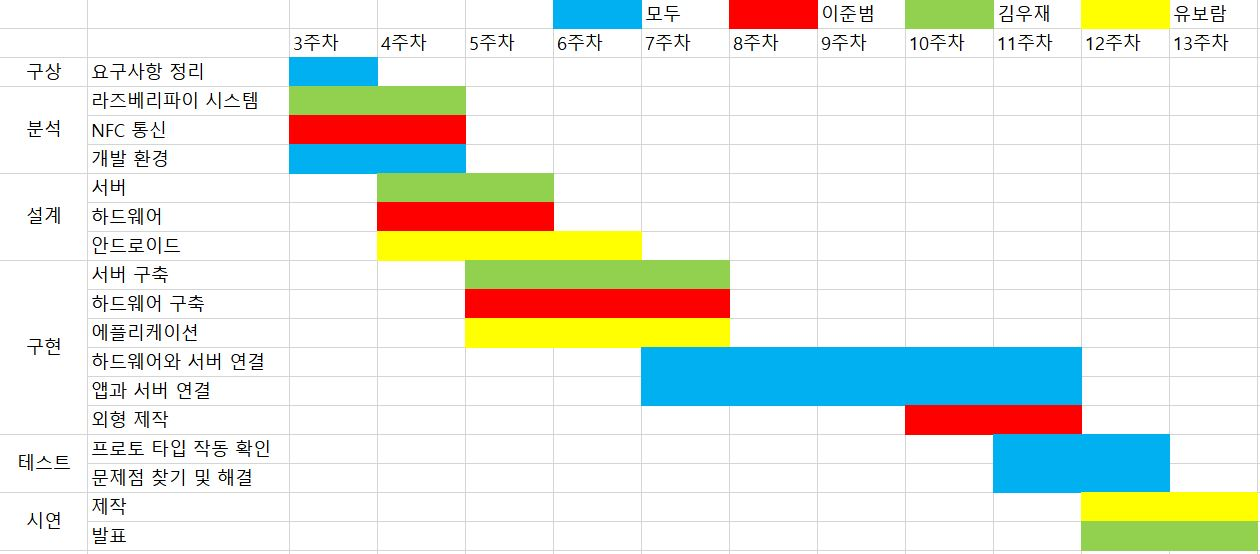 모두 이준범 김우재 유보람
3주차 4주차 5주차 6주차 7주차 8주차 9주차 10주차 11주차 12주차 13주차
구상 요구사항 정리
라즈베리파이 시스템
분석 NFC 통신
개발 환경
서버
설계 하드웨어
안드로이드
서버 구축
하드웨어 구축
에플리케이션
구현 하드웨어와 서버 연결
앱과 서버 연결
외형 제작
테스트 프로토 타입 작동 확인
문제점 찾기 및 해결
시연 제작
발표